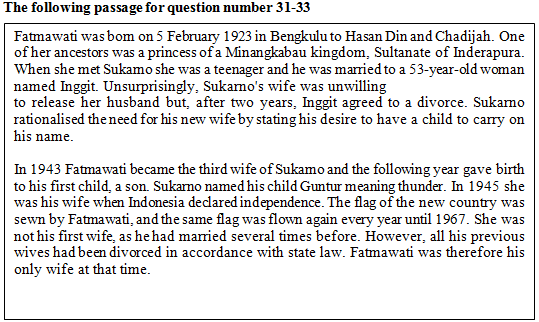 The following passage for question number 31-33
Fatmawati was born on 5 February 1923 in Bengkulu to Hasan Din and Chadijah. One
of her ancestors was a princess of a Minangkabau kingdom, Sultanate of Inderapura.
When she met Sukarno she was a teenager and he was married to a 53-year-old woman
named Inggit. Unsurprisingly, Sukarno's wife was unwilling
to release her husband but, after two years, Inggit agreed to a divorce. Sukarno
rationalised the need for his new wife by stating his desire to have a child to carry on
his name.
In 1943 Fatmawati became the third wife of Sukarno and the following year gave birth
to his first child, a son. Sukarno named his child Guntur meaning thunder. In 1945 she
was his wife when Indonesia declared independence. The flag of the new country was
sewn by Fatmawati, and the same flag was flown again every year until 1967. She was
not his first wife, as he had married several times before. However, all his previous
wives had been divorced in accordance with state law. Fatmawati was therefore his
only wife at that time.